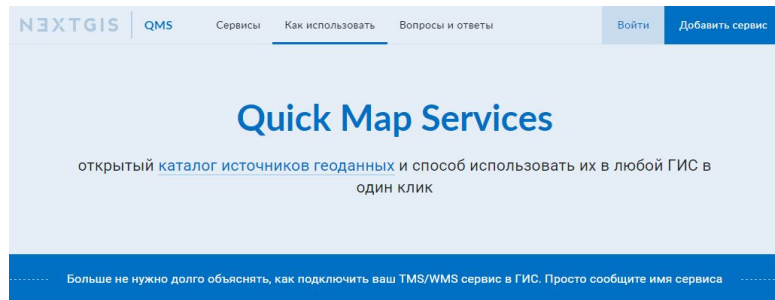 NEXTGIS QMS Сервисы Как использовать Вопросы и ответы Войти Добавить сервис
Quick Map Services
открытый каталог источников геоданных и способ использовать их в любой ГИС в
один клик
Больше не нужно долго объяснять, как подключить ваш TMS/WMS сервис в ГИС. Просто сообщите имя сервиса